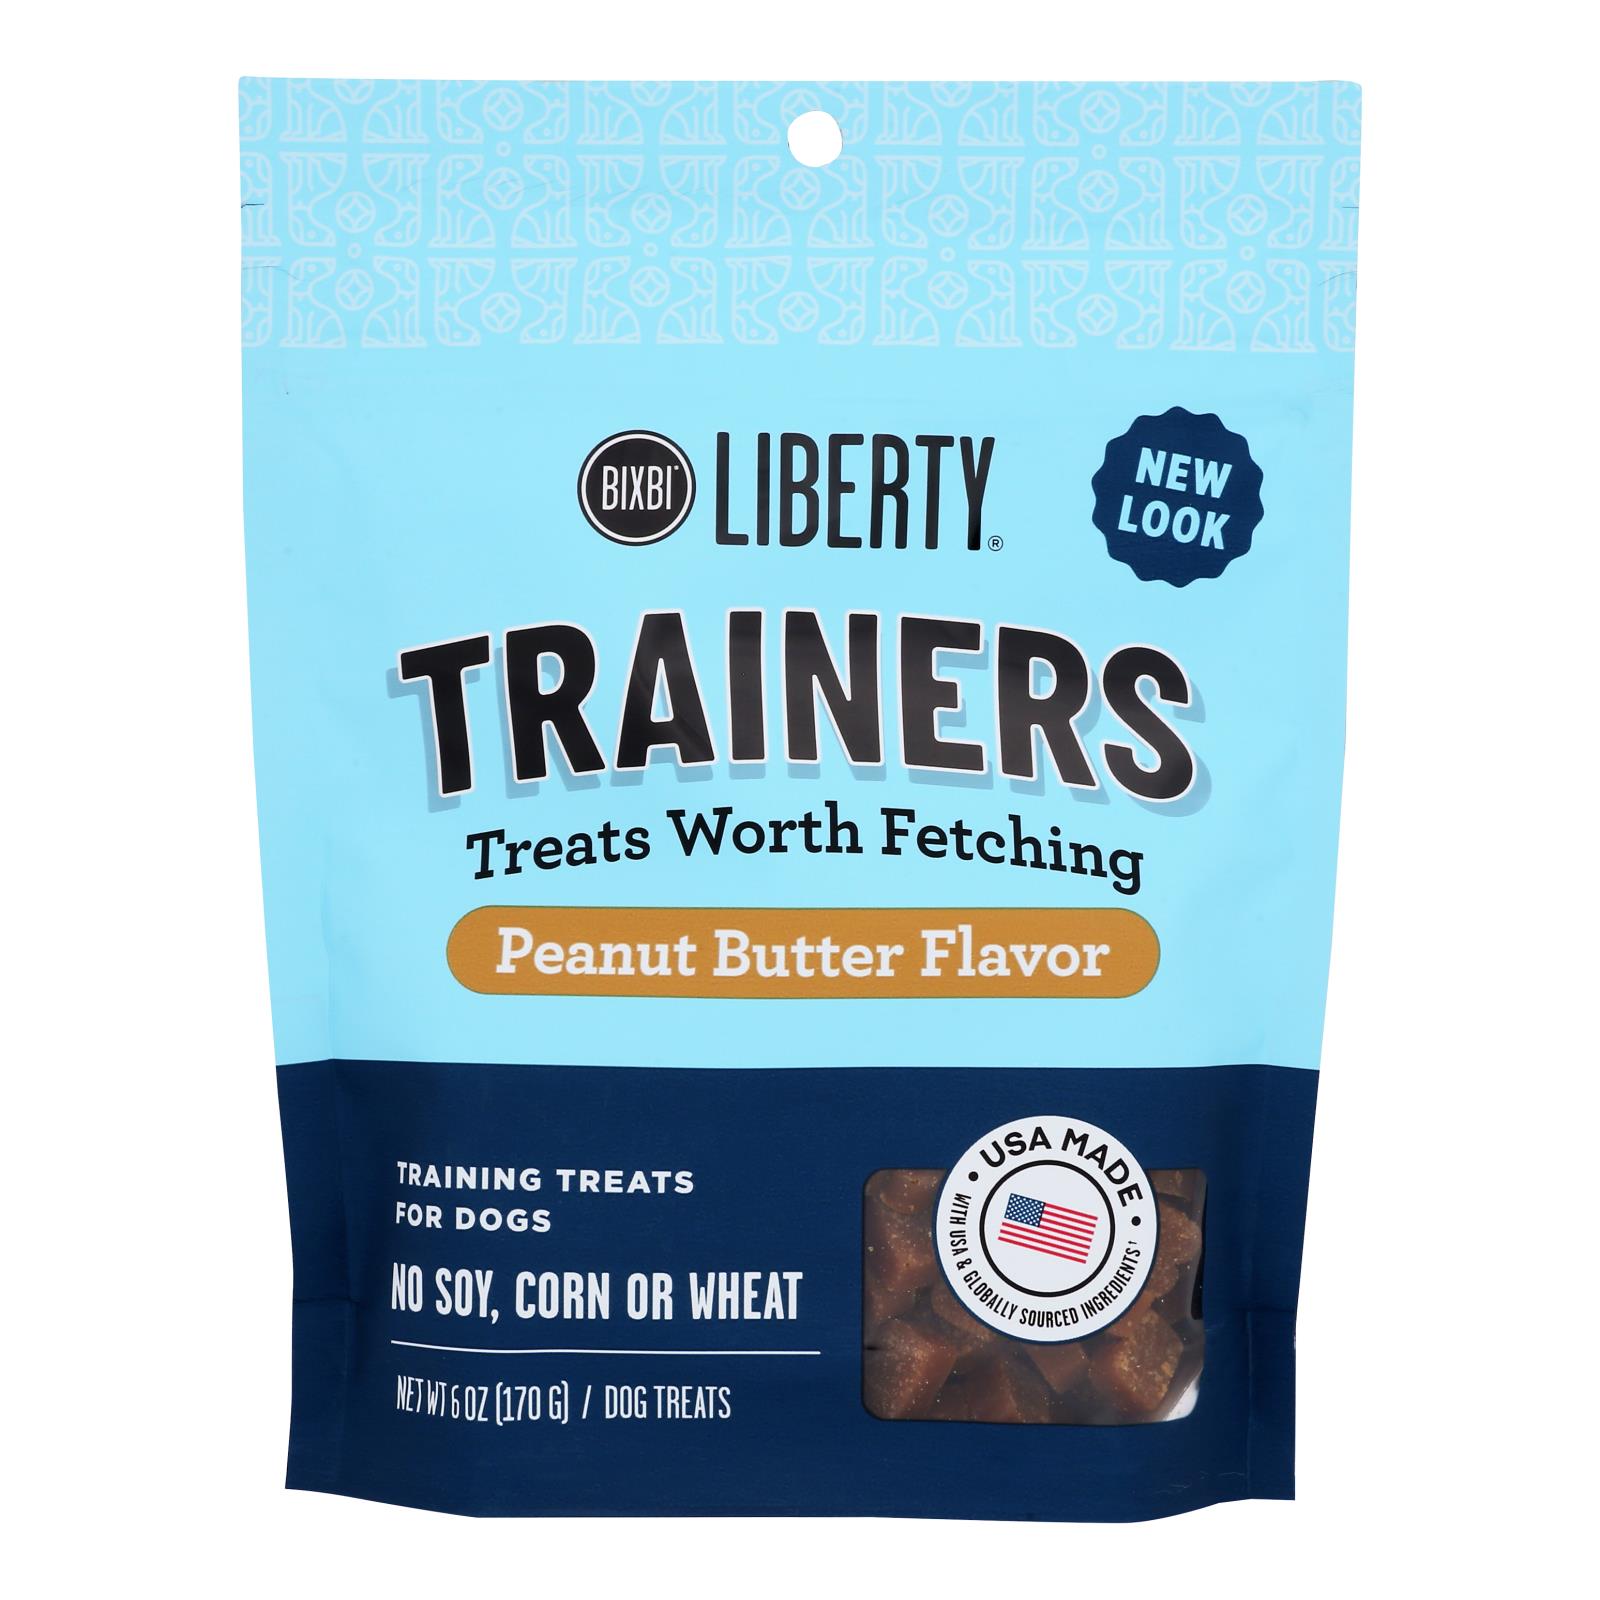 BIXBI™ LIBERTY®
NEW
LOOK
TRAINERS
Treats Worth Fetching
Peanut Butter Flavor
TRAINING TREATS
FOR DOGS
NO SOY, CORN OR WHEAT
NET WT 6 OZ (170 G) / DOG TREATS
• USA MADE •
WITH USA & GLOBALLY SOURCED INGREDIENTS†